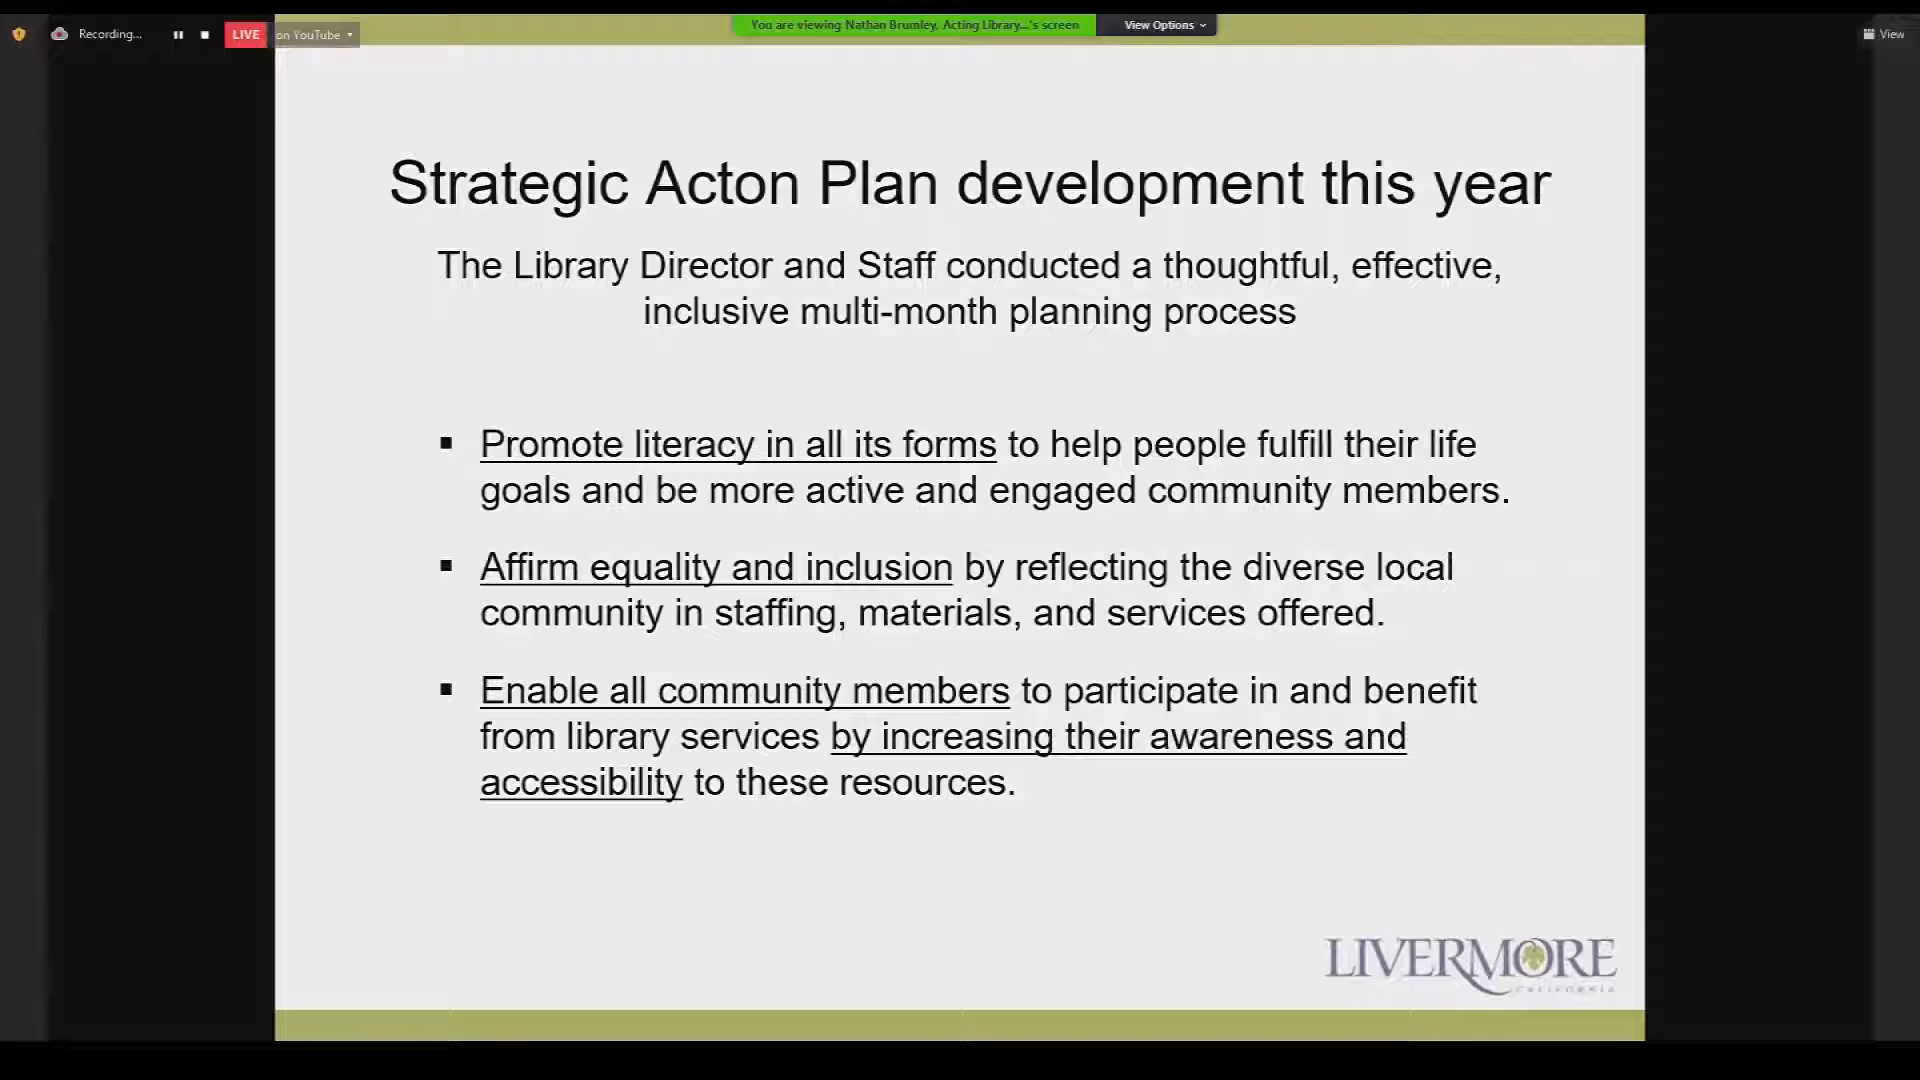 Recording...
LIVE on YouTube
You are viewing Nathan Brumley, Acting Library...'s screen
View Options
View
Strategic Acton Plan development this year
The Library Director and Staff conducted a thoughtful, effective,
inclusive multi-month planning process
▪ Promote literacy in all its forms to help people fulfill their life
goals and be more active and engaged community members.
▪ Affirm equality and inclusion by reflecting the diverse local
community in staffing, materials, and services offered.
▪ Enable all community members to participate in and benefit
from library services by increasing their awareness and
accessibility to these resources.
LIVERMORE
CALIFORNIA